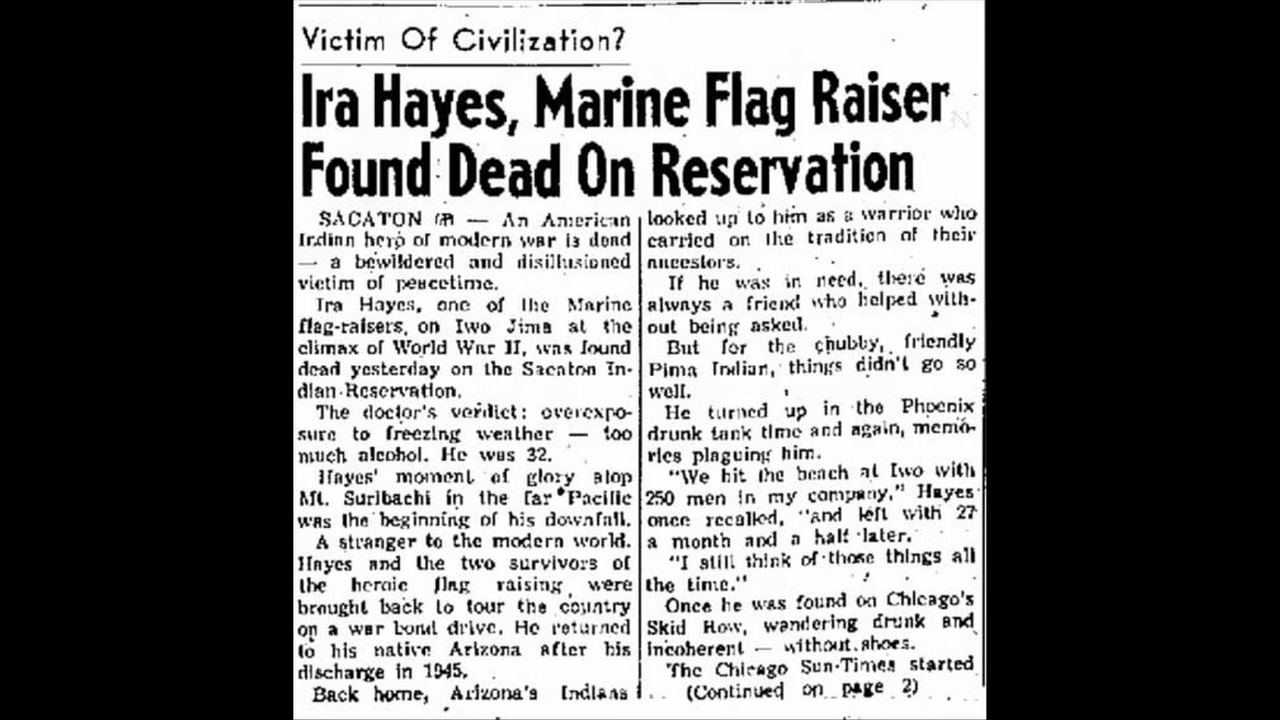 Victim Of Civilization?
Ira Hayes, Marine Flag Raiser
Found Dead On Reservation
SACATON (AP) — An American
Indian hero of modern war is dead
— a bewildered and disillusioned
victim of peacetime.
Ira Hayes, one of the Marine
flag-raisers, on Iwo Jima at the
climax of World War II, was found
dead yesterday on the Sacaton In-
dian Reservation.
The doctor's verdict: overexpo-
sure to freezing weather — too
much alcohol. He was 32.
Hayes' moment of glory atop
Mt. Suribachi in the far Pacific
was the beginning of his downfall.
A stranger to the modern world.
Hayes and the two survivors of
the heroic flag raising were
brought back to tour the country
on a war bond drive. He returned
to his native Arizona after his
discharge in 1945.
Back home, Arizona's Indians
looked up to him as a warrior who
carried on the tradition of their
ancestors.
If he was in need, there was
always a friend who helped with-
out being asked.
But for the chubby, friendly
Pima Indian, things didn't go so
well.
He turned up in the Phoenix
drunk tank time and again, memo-
ries plaguing him.
"We hit the beach at Iwo with
250 men in my company," Hayes
once recalled, "and left with 27
a month and a half later.
"I still think of those things all
the time."
Once he was found on Chicago's
Skid Row, wandering drunk and
incoherent — without shoes.
The Chicago Sun-Times started
(Continued on page 2)